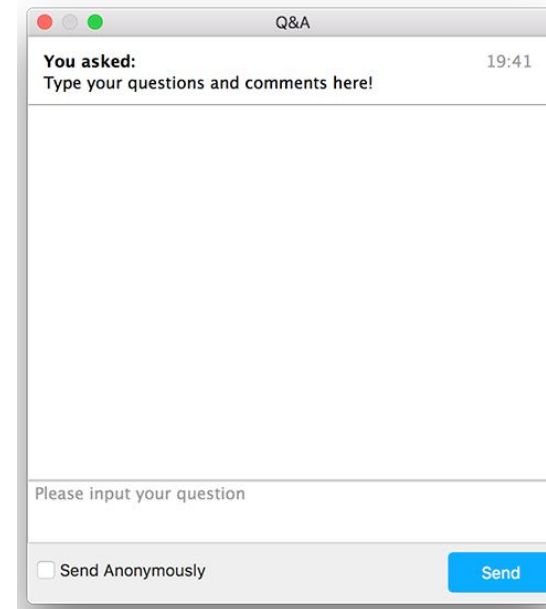 Q&A
You asked: 19:41
Type your questions and comments here!
Please input your question
Send Anonymously
Send